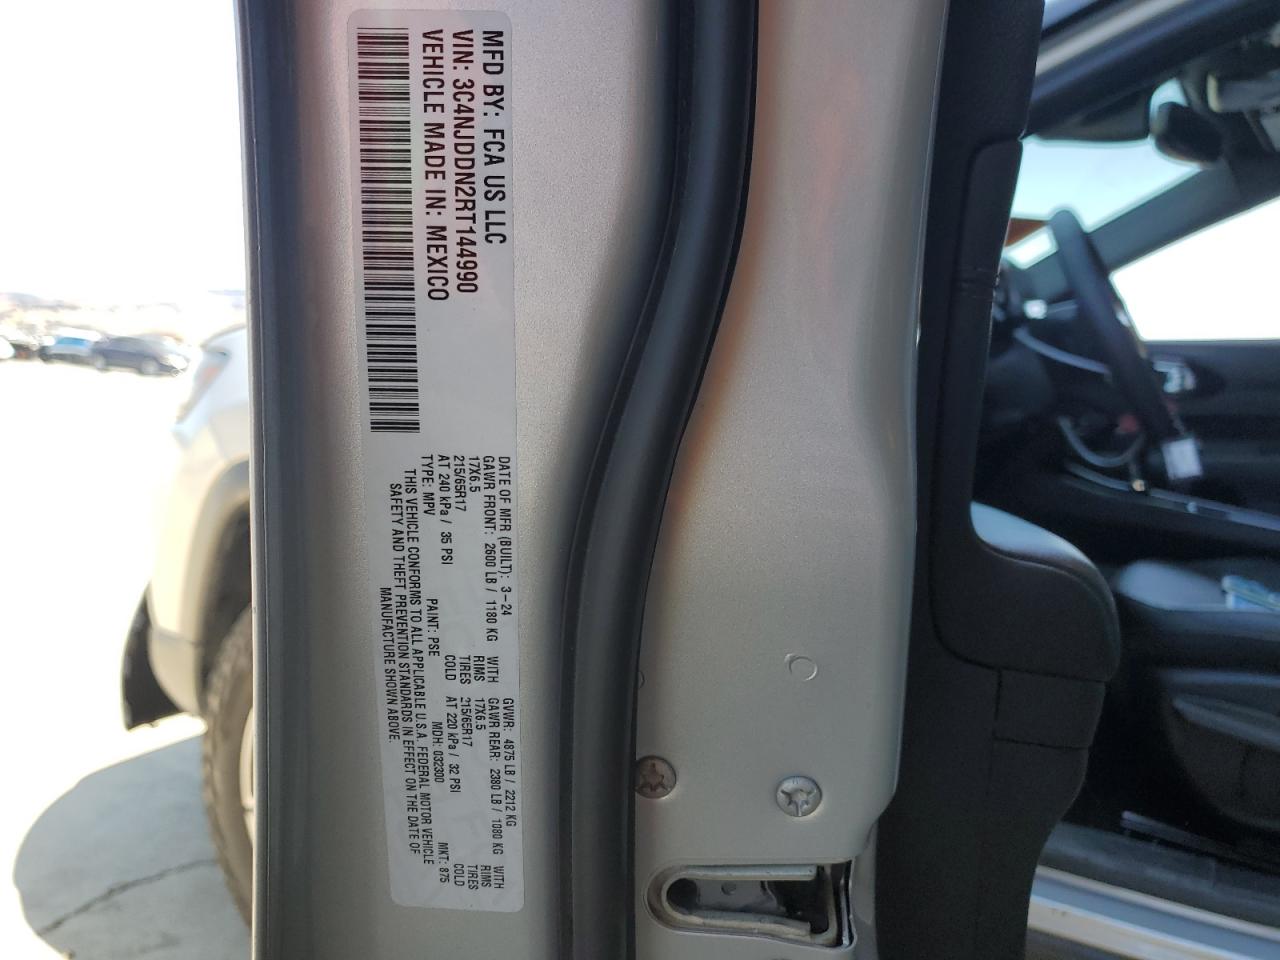 MFD BY: FCA US LLC
VIN: 3C4NJDDN2RT144990
VEHICLE MADE IN: MEXICO
DATE OF MFR (BUILT): 3-24 GVWR: 4875 LB / 2212 KG
GAWR FRONT: 2600 LB / 1180 KG WITH GAWR REAR: 2380 LB / 1080 KG WITH
17X6.5 RIMS 17X6.5 RIMS
215/65R17 TIRES 215/65R17 TIRES
AT 240 kPa / 35 PSI COLD AT 220 kPa / 32 PSI COLD
TYPE: MPV PAINT: PSE MDH: 032300 MKT: 875
THIS VEHICLE CONFORMS TO ALL APPLICABLE U.S.A. FEDERAL MOTOR VEHICLE
SAFETY AND THEFT PREVENTION STANDARDS IN EFFECT ON THE DATE OF
MANUFACTURE SHOWN ABOVE.